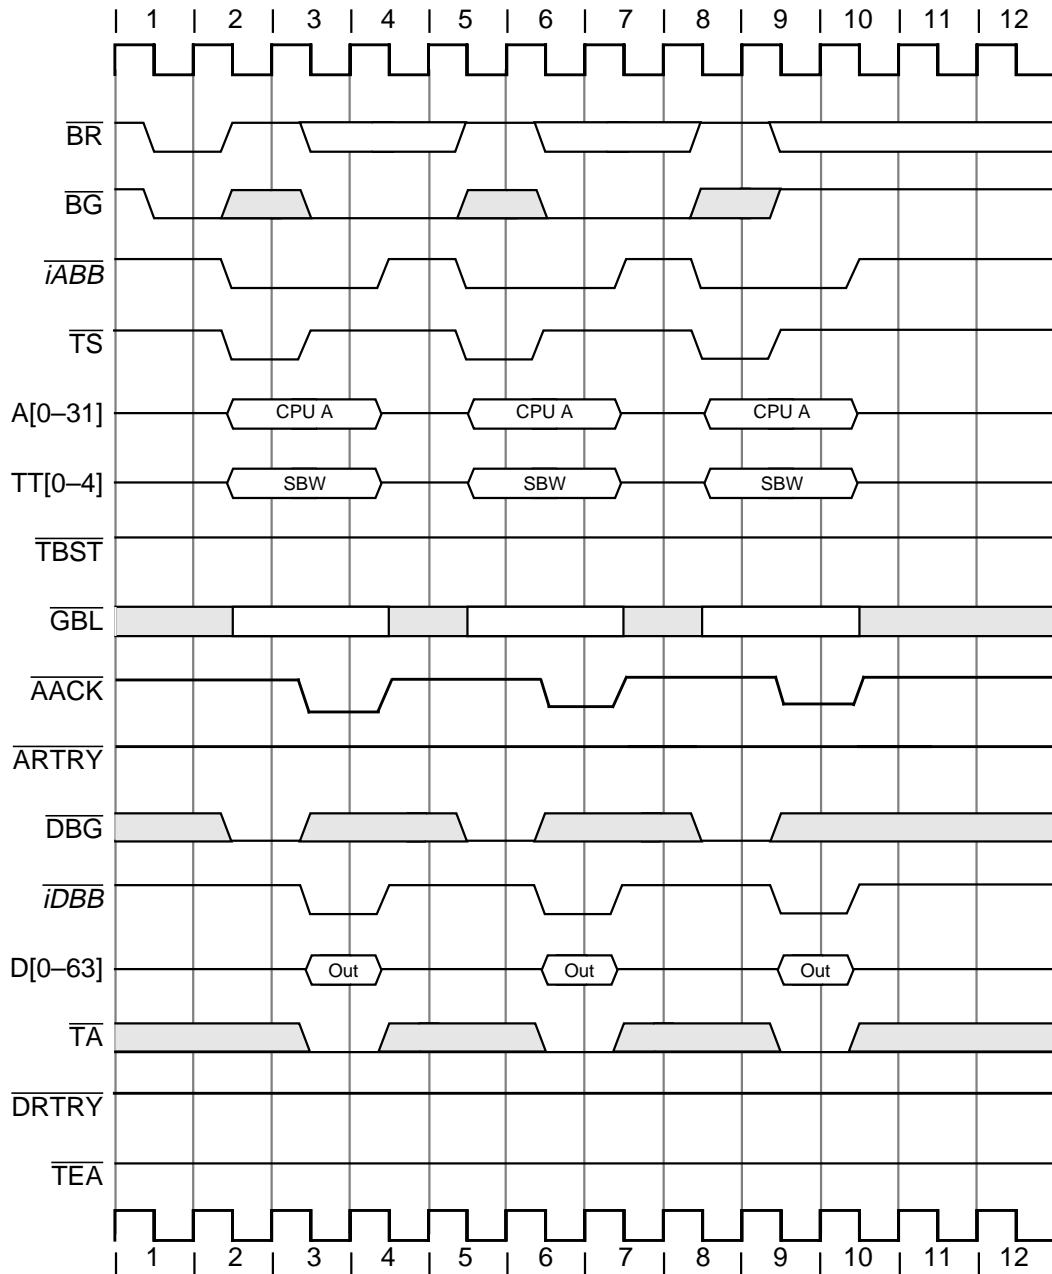 1 2 3 4 5 6 7 8 9 10 11 12
BR
BG
iABB
TS
A[0–31] CPU A CPU A CPU A
TT[0–4] SBW SBW SBW
TBST
GBL
AACK
ARTRY
DBG
iDBB
D[0–63] Out Out Out
TA
DRTRY
TEA
1 2 3 4 5 6 7 8 9 10 11 12